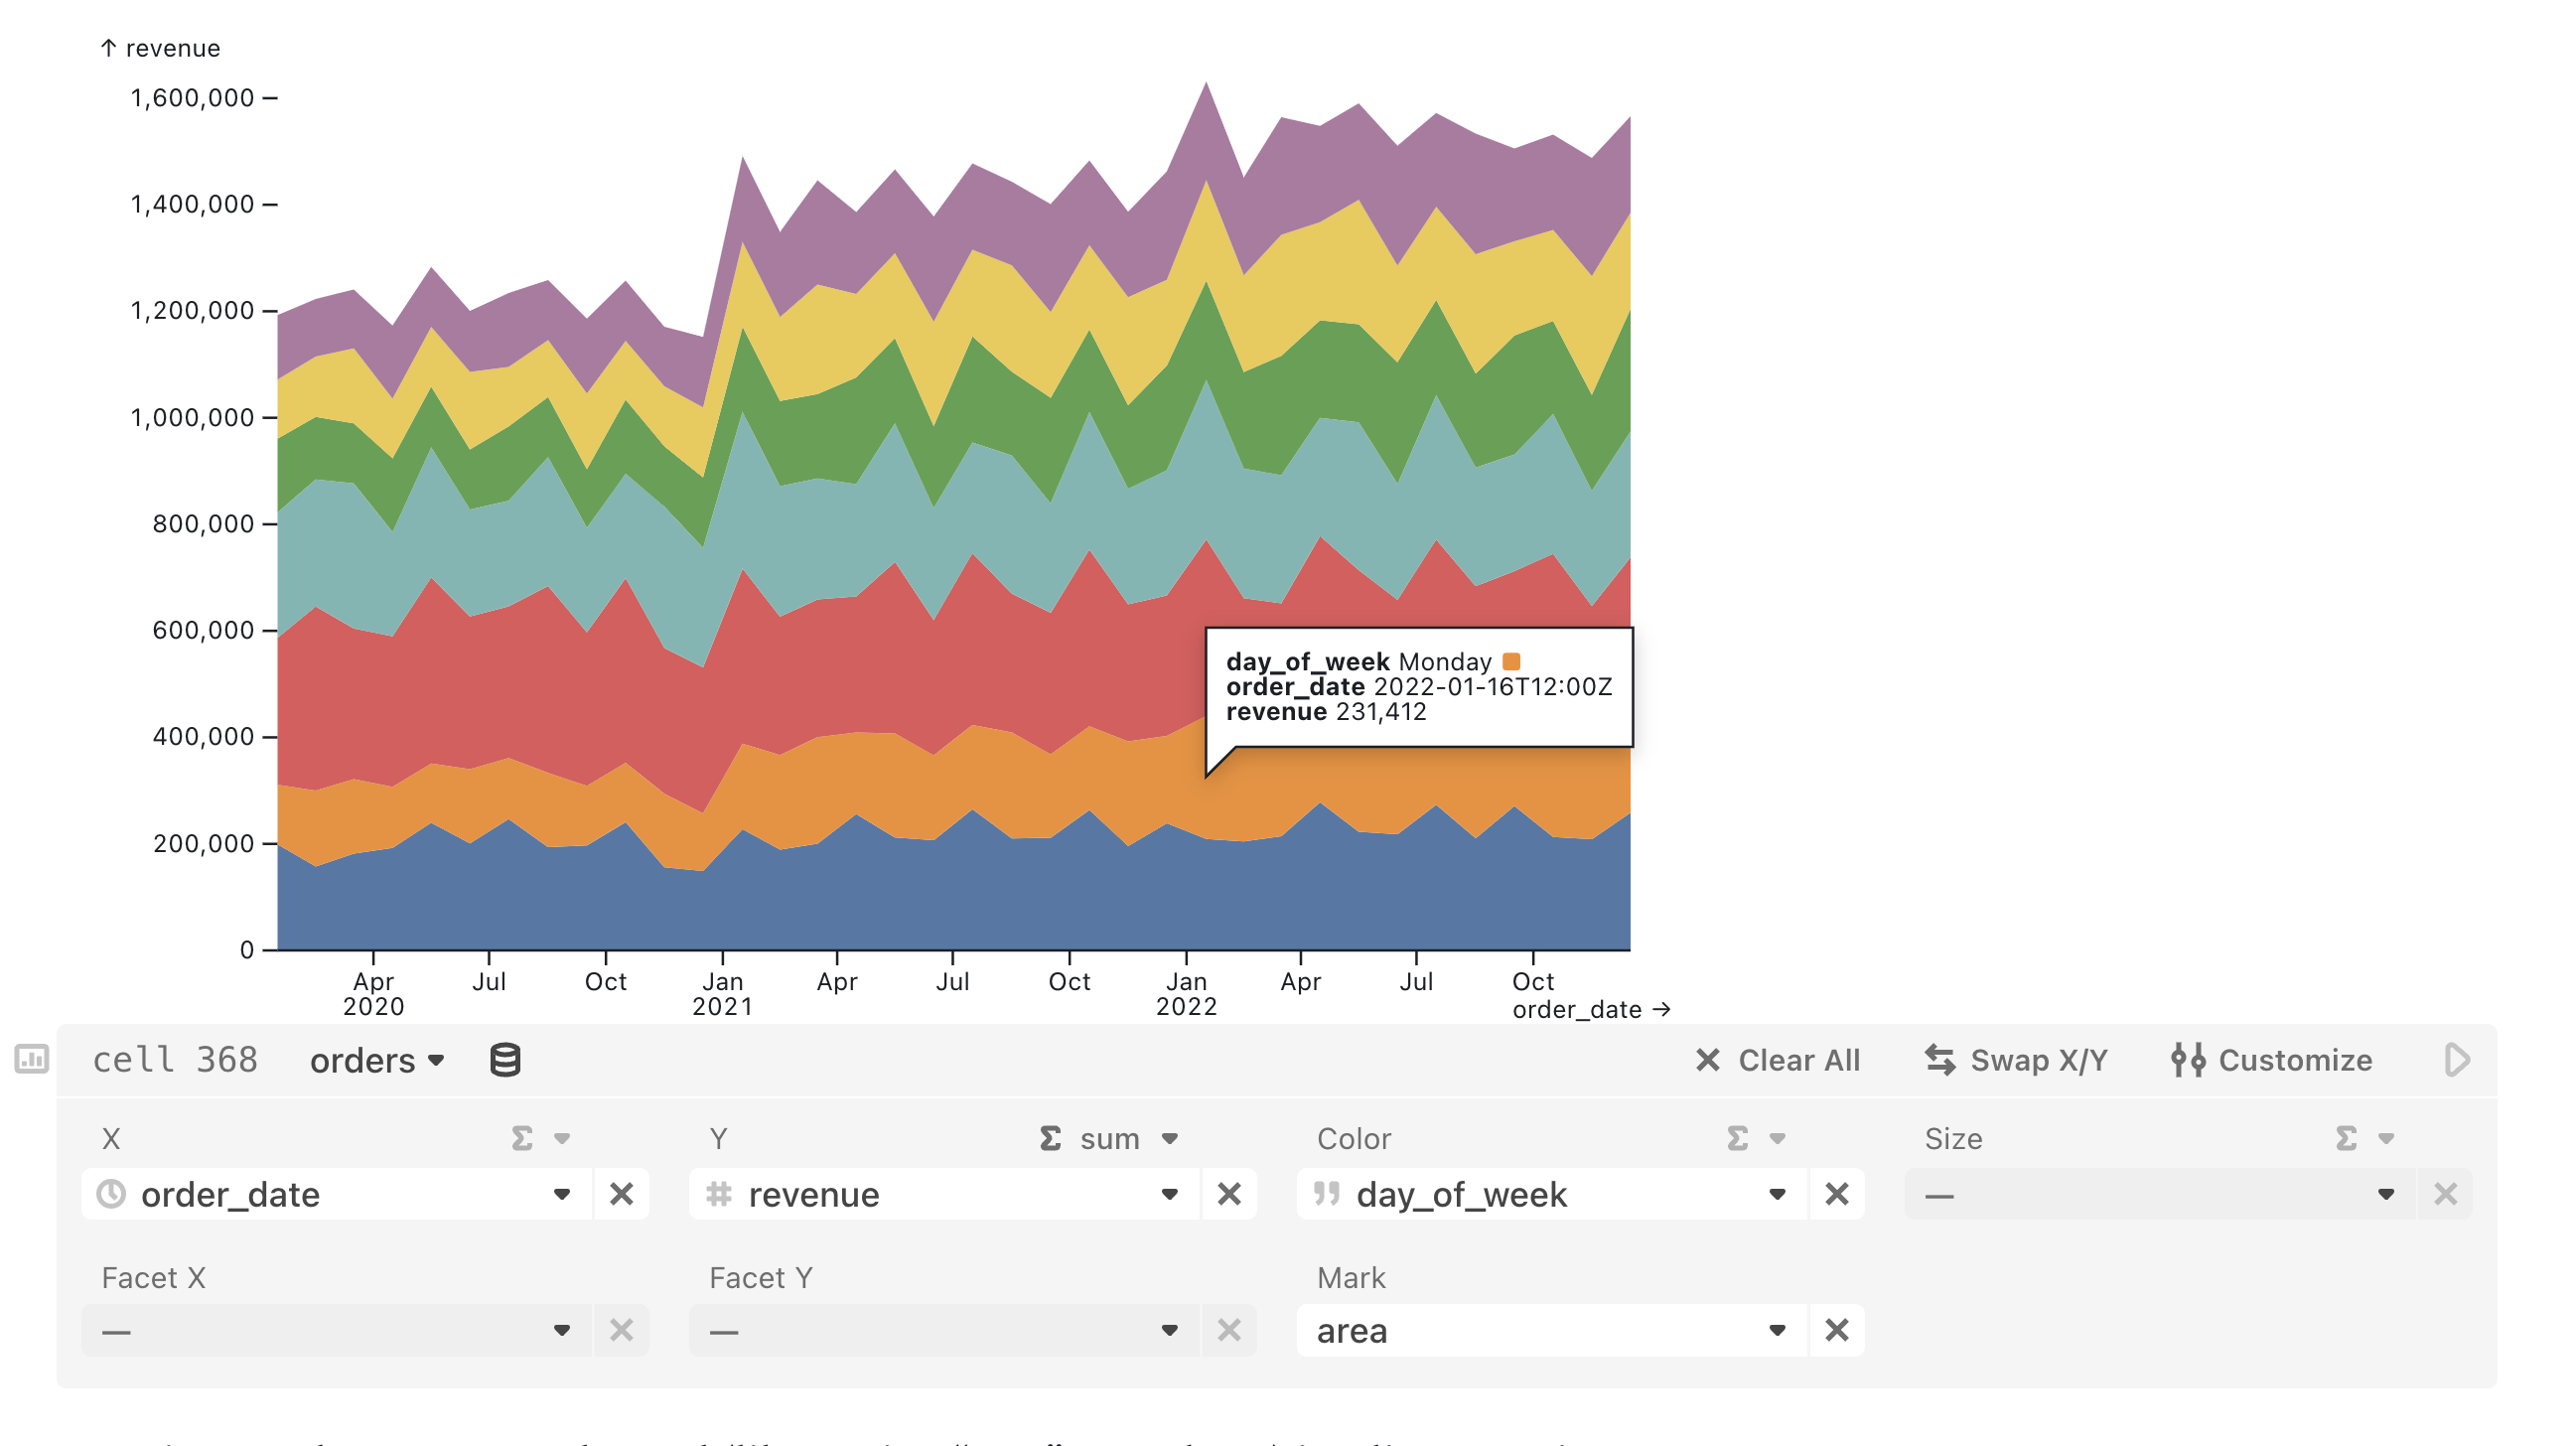 ↑ revenue
1,600,000
1,400,000
1,200,000
1,000,000
800,000
600,000
400,000
200,000
0
day_of_week Monday
order_date 2022-01-16T12:00Z
revenue 231,412
Apr Jul Oct Jan Apr Jul Oct Jan Apr Jul Oct
2020 2021 2022 order_date →
cell 368 orders Clear All Swap X/Y Customize
X Σ Y Σ sum Color Σ Size Σ
order_date # revenue day_of_week —
Facet X Facet Y Mark
— — area